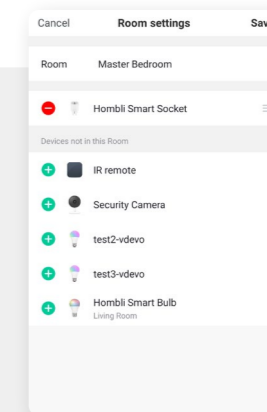 Cancel Room settings Sav
Room Master Bedroom
Hombli Smart Socket
Devices not in this Room
IR remote
Security Camera
test2-vdevo
test3-vdevo
Hombli Smart Bulb
Living Room